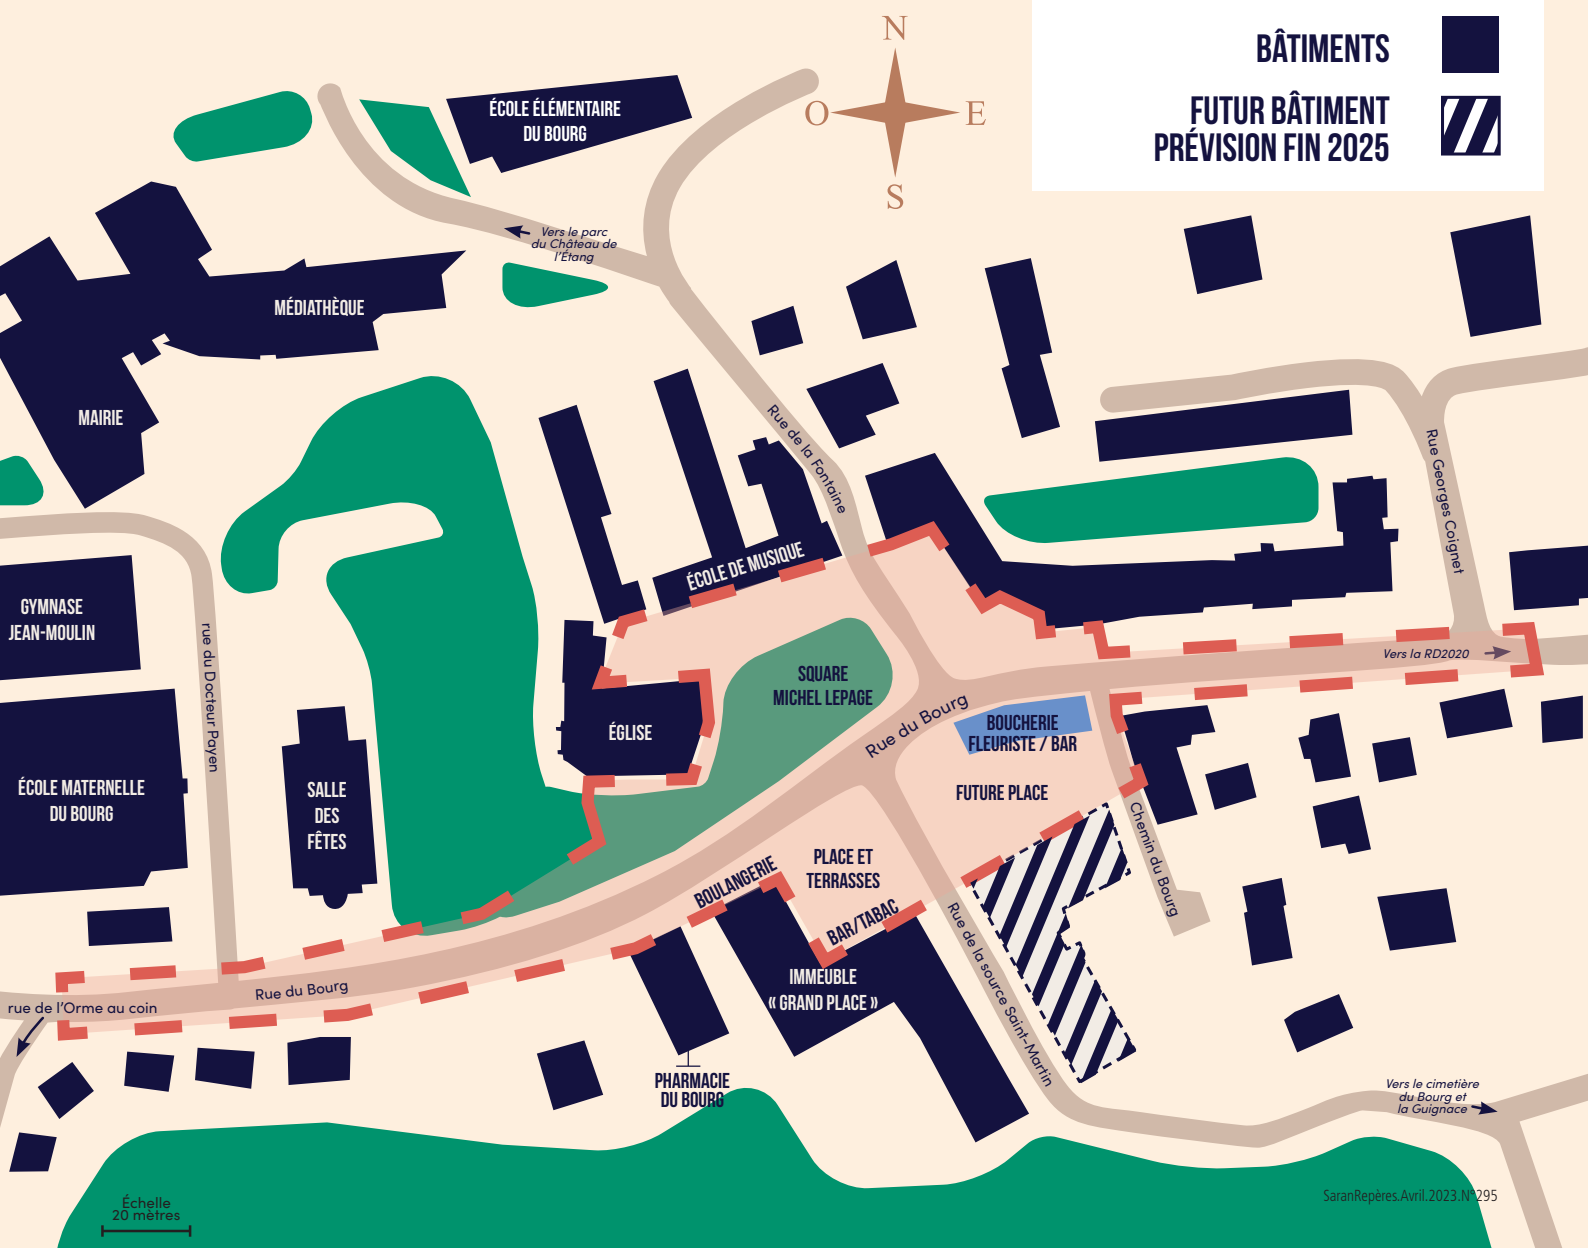 BÂTIMENTS
FUTUR BÂTIMENT
PRÉVISION FIN 2025
N
O
E
S
ÉCOLE ÉLÉMENTAIRE
DU BOURG
Vers le parc
du Château de
l'Étang
MÉDIATHÈQUE
MAIRIE
Rue de la Fontaine
Rue Georges Coignet
ÉCOLE DE MUSIQUE
GYMNASE
JEAN-MOULIN
rue du Docteur Payen
Vers la RD2020
SQUARE
MICHEL LEPAGE
ÉGLISE
Rue du Bourg
BOUCHERIE
FLEURISTE / BAR
ÉCOLE MATERNELLE
DU BOURG
SALLE
DES
FÊTES
FUTURE PLACE
Chemin du Bourg
PLACE ET
TERRASSES
BOULANGERIE
BAR/TABAC
Rue de la source Saint-Martin
IMMEUBLE
« GRAND PLACE »
Rue du Bourg
rue de l'Orme au coin
PHARMACIE
DU BOURG
Vers le cimetière
du Bourg et
la Guignace
SaranRepères.Avril.2023.N°295
Échelle
20 mètres